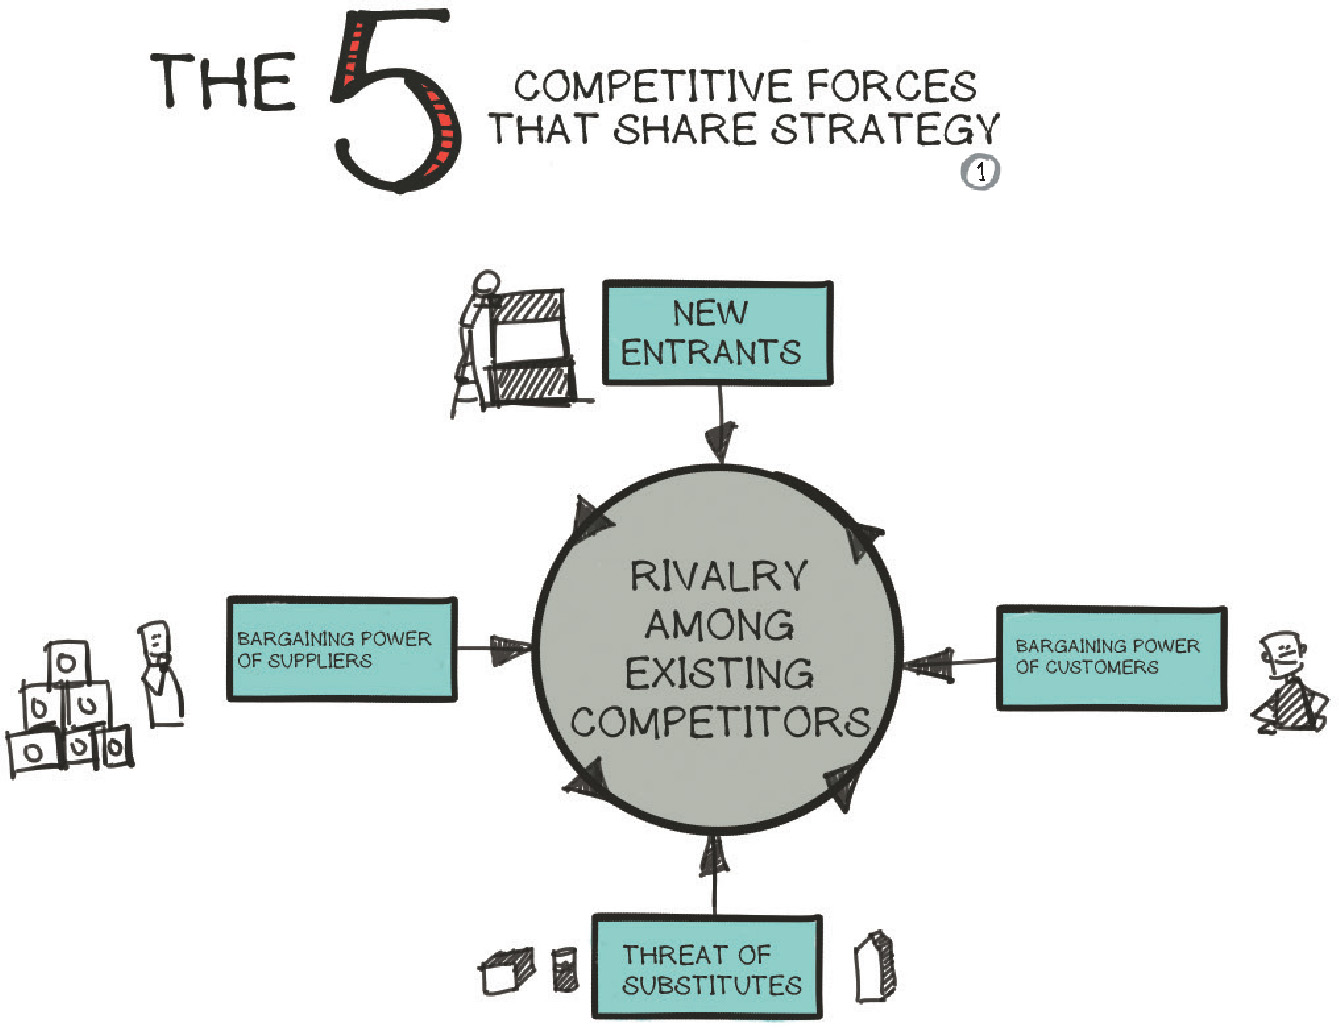 THE 5 COMPETITIVE FORCES
THAT SHARE STRATEGY
1
NEW
ENTRANTS
BARGAINING POWER
OF SUPPLIERS
RIVALRY
AMONG
EXISTING
COMPETITORS
BARGAINING POWER
OF CUSTOMERS
THREAT OF
SUBSTITUTES